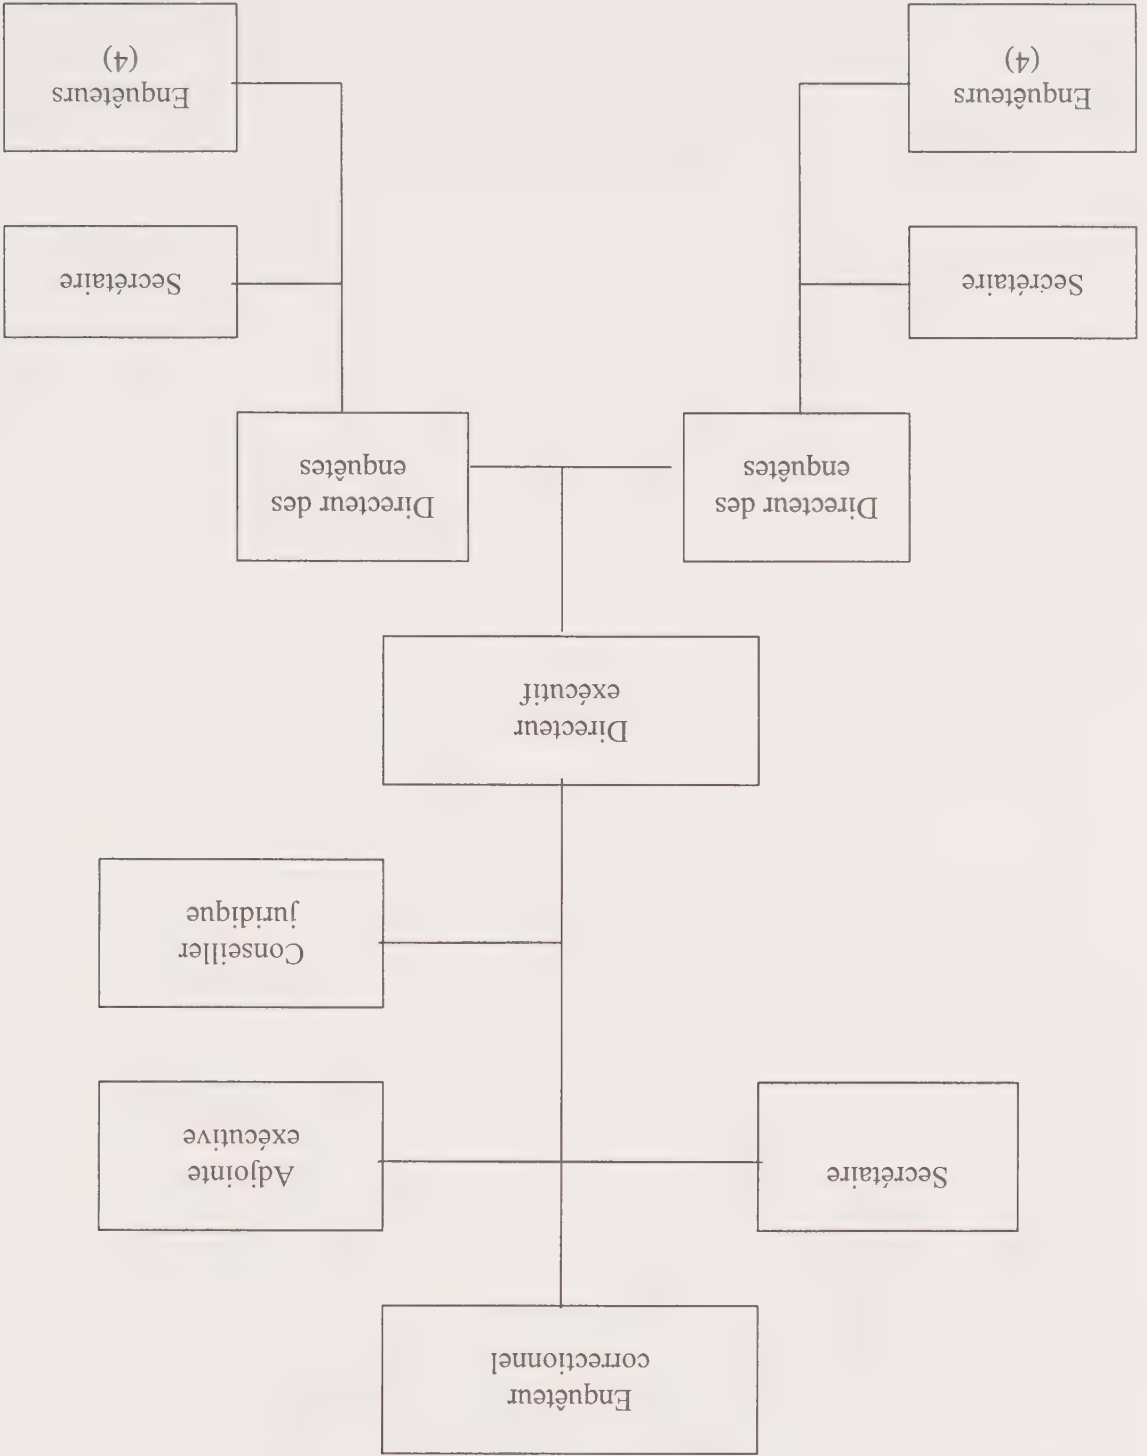 Enquêteur
correctionnel
Secrétaire
Adjointe
exécutive
Conseiller
juridique
Directeur
exécutif
Directeur des
enquêtes
Directeur des
enquêtes
Secrétaire
Secrétaire
Enquêteurs
(4)
Enquêteurs
(4)